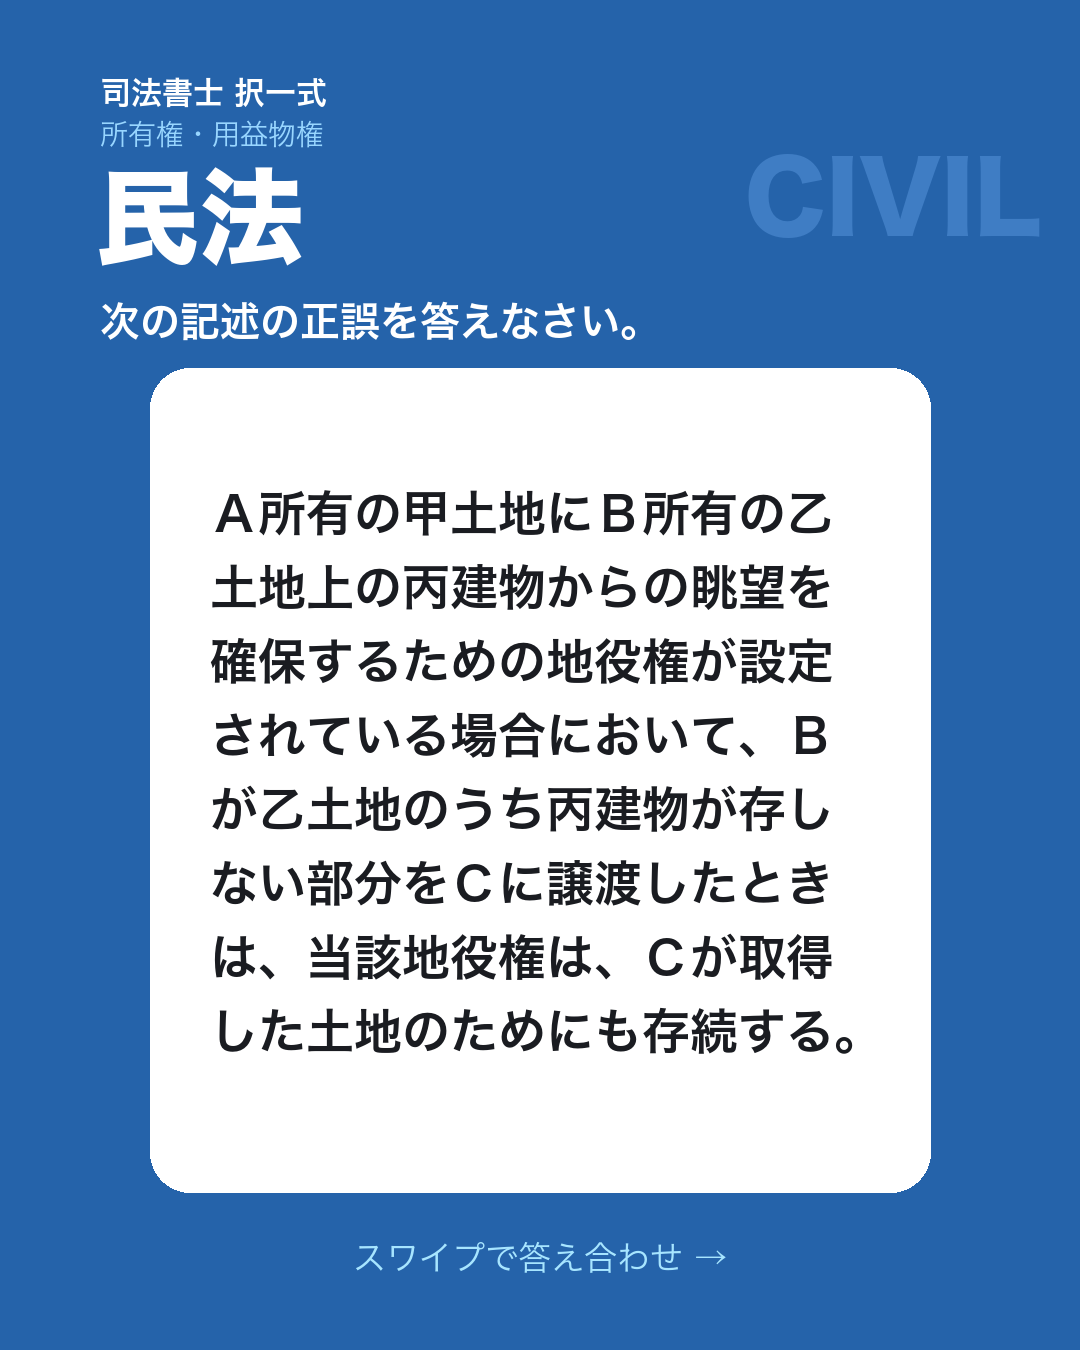 司法書士 択一式
所有権・用益物権
民法
CIVIL
次の記述の正誤を答えなさい。
Ａ所有の甲土地にＢ所有の乙
土地上の丙建物からの眺望を
確保するための地役権が設定
されている場合において、Ｂ
が乙土地のうち丙建物が存し
ない部分をＣに譲渡したとき
は、当該地役権は、Ｃが取得
した土地のためにも存続する。
スワイプで答え合わせ →